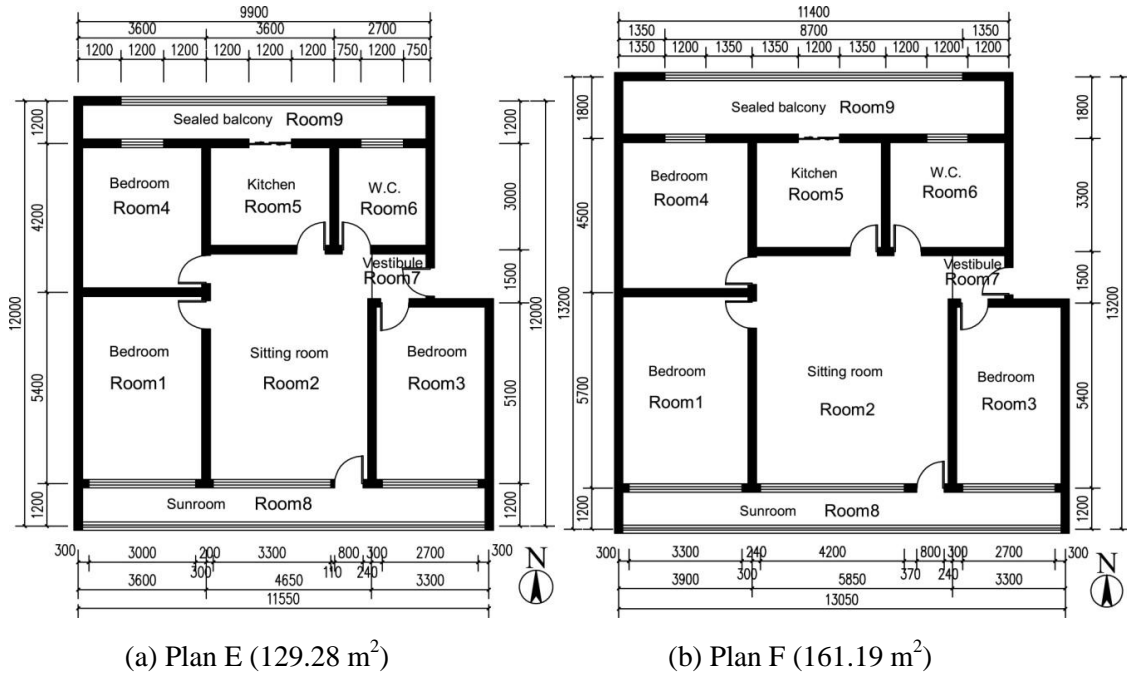 9900
3600 3600 2700
1200 1200 1200 1200 1200 1200 750 1200 750
1200
4200
5400
1200
12000
Sealed balcony Room9
Bedroom
Room4
Kitchen
Room5
W.C.
Room6
Vestibule
Room7
Bedroom
Room1
Sitting room
Room2
Bedroom
Room3
Sunroom Room8
1200
3000
1500
5100
1200
12000
300 3000 200 3300 800 300 2700 300
300 110 240
3600 4650 3300
11550
N
(a) Plan E (129.28 m²)
11400
1350 8700 1350
1350 1200 1350 1350 1200 1350 1200 1200 1200
1800
4500
5700
1200
13200
Sealed balcony Room9
Bedroom
Room4
Kitchen
Room5
W.C.
Room6
Vestibule
Room7
Bedroom
Room1
Sitting room
Room2
Bedroom
Room3
Sunroom Room8
1800
3300
1500
5400
1200
13200
300 3300 240 4200 800 300 2700 300
300 370 240
3900 5850 3300
13050
N
(b) Plan F (161.19 m²)